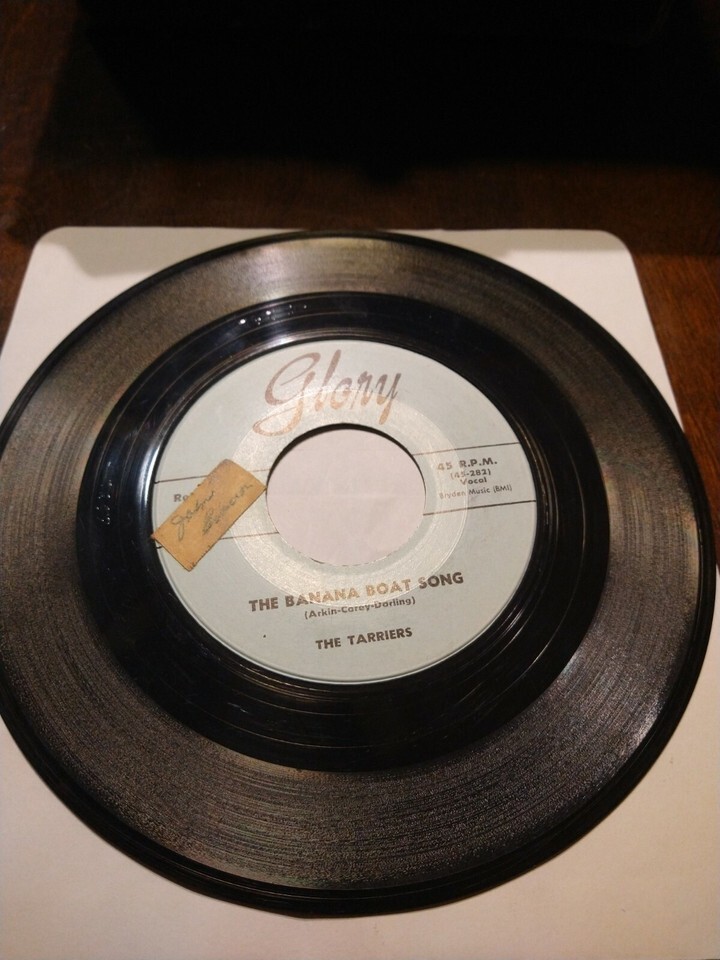 Glory
45 R.P.M.
(45-282)
Vocal
Bryden Music (BMI)
THE BANANA BOAT SONG
(Arkin-Carey-Darling)
THE TARRIERS